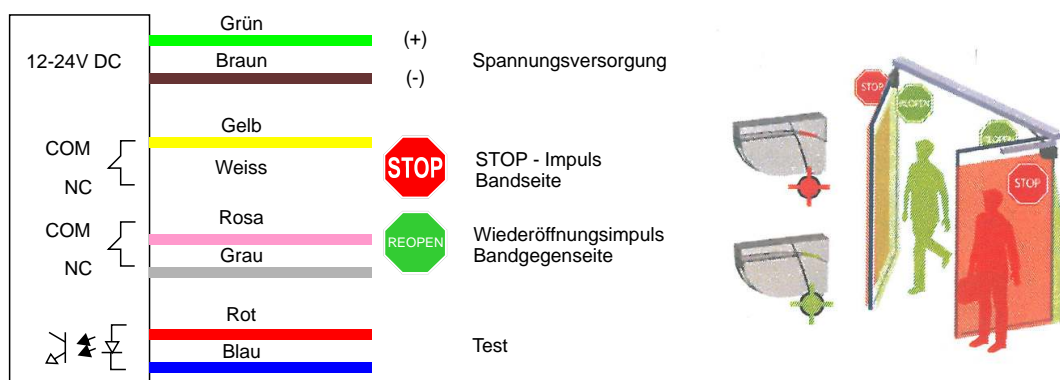 Grün
(+)
12-24V DC
Braun
(-)
Spannungsversorgung
Gelb
COM
NC
Weiss
STOP
STOP - Impuls
Bandseite
Rosa
COM
NC
Grau
REOPEN
Wiederöffnungsimpuls
Bandgegenseite
Rot
Blau
Test
STOP
REOPEN
REOPEN
STOP